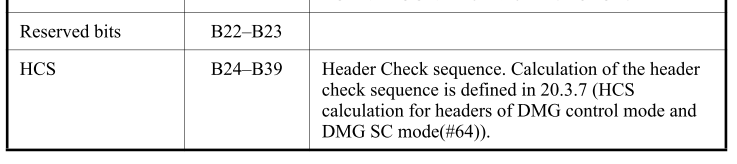 Reserved bits B22–B23
HCS B24–B39 Header Check sequence. Calculation of the header
check sequence is defined in 20.3.7 (HCS
calculation for headers of DMG control mode and
DMG SC mode(#64)).